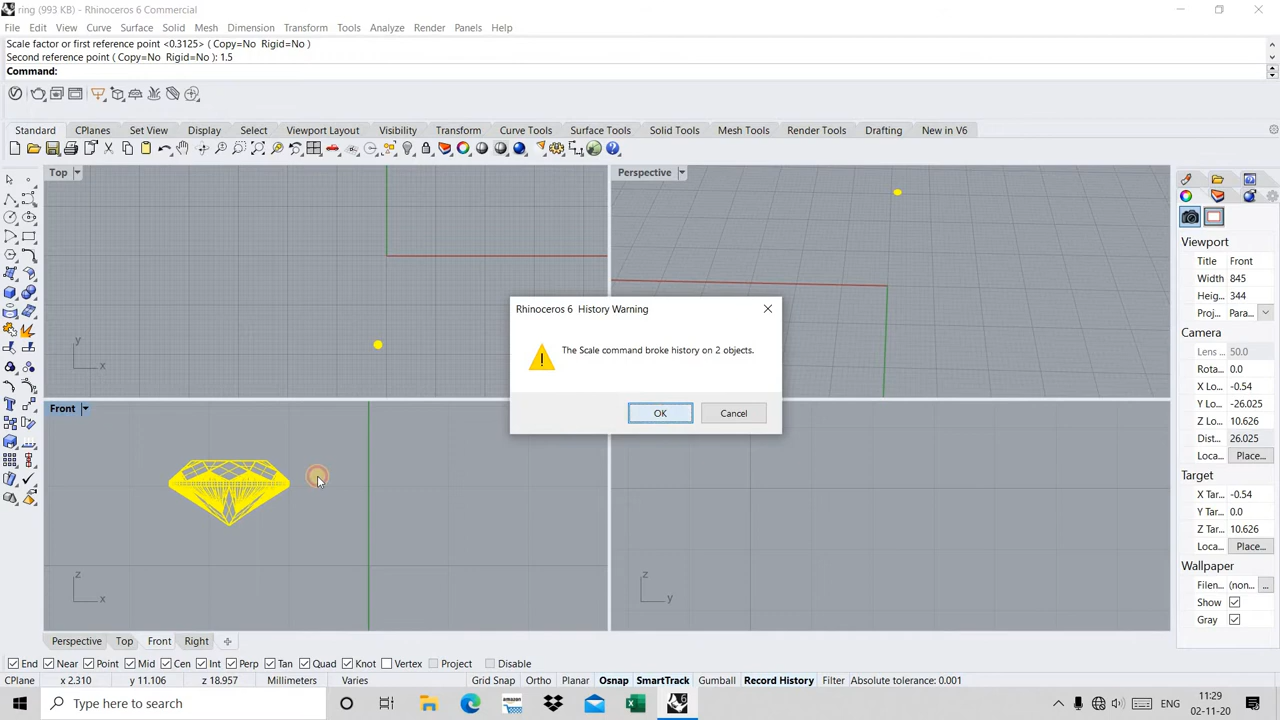 ring (993 KB) - Rhinoceros 6 Commercial
File Edit View Curve Surface Solid Mesh Dimension Transform Tools Analyze Render Panels Help
Scale factor or first reference point <0.3125> ( Copy=No Rigid=No )
Second reference point ( Copy=No Rigid=No ): 1.5
Command:
Standard CPlanes Set View Display Select Viewport Layout Visibility Transform Curve Tools Surface Tools Solid Tools Mesh Tools Render Tools Drafting New in V6
Top
Perspective
y
x
Rhinoceros 6 History Warning
The Scale command broke history on 2 objects.
OK Cancel
Front
z
x
z
y
Viewport
Title Front
Width 845
Heig... 344
Proj... Para...
Camera
Lens ... 50.0
Rota... 0.0
X Lo... -0.54
Y Lo... -26.025
Z Lo... 10.626
Dist... 26.025
Loca... Place...
Target
X Tar... -0.54
Y Tar... 0.0
Z Tar... 10.626
Loca... Place...
Wallpaper
Filen... (non... ...
Show
Gray
Perspective Top Front Right
End Near Point Mid Cen Int Perp Tan Quad Knot Vertex Project Disable
CPlane x 2.310 y 11.106 z 18.957 Millimeters Varies Grid Snap Ortho Planar Osnap SmartTrack Gumball Record History Filter Absolute tolerance: 0.001
Type here to search
amazon
ENG
11:29
02-11-20